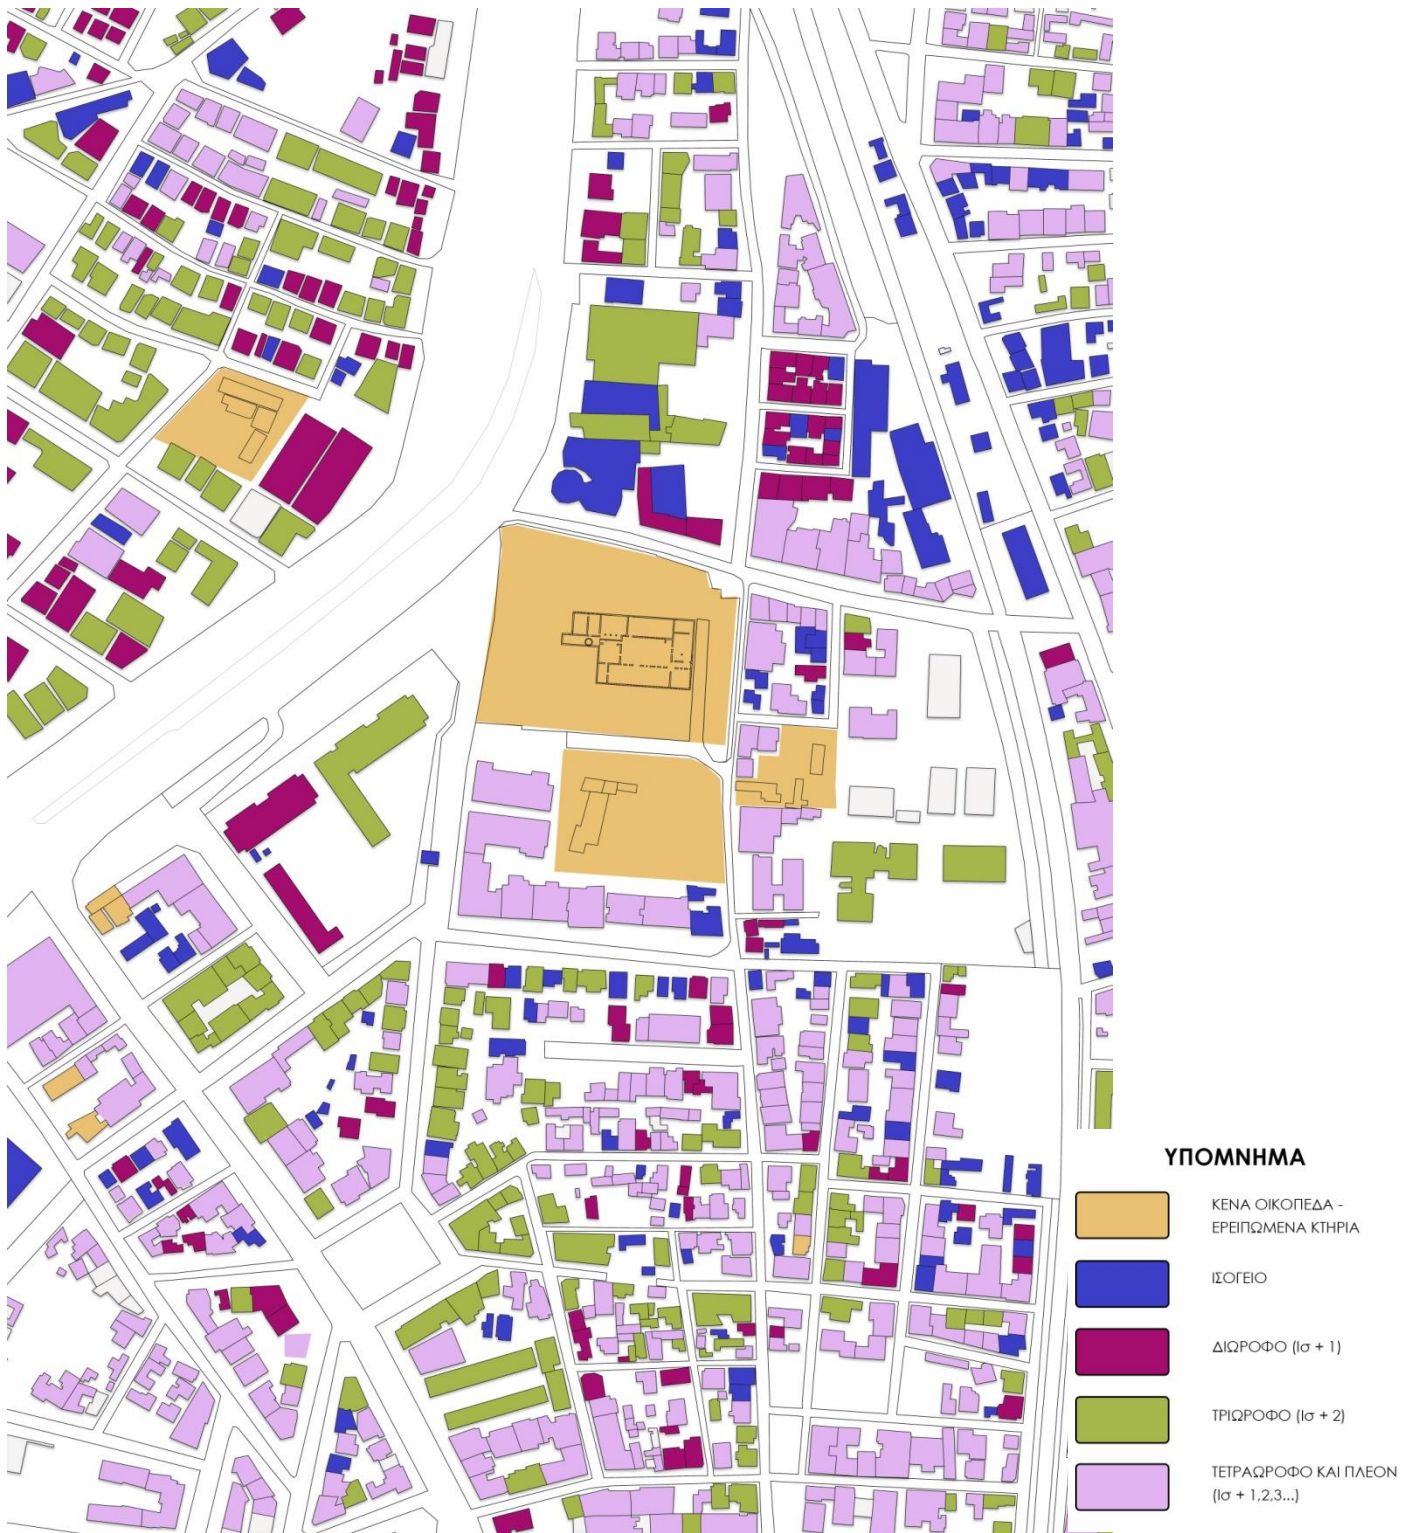 ΥΠΟΜΝΗΜΑ
ΚΕΝΑ ΟΙΚΟΠΕΔΑ -
ΕΡΕΙΠΩΜΕΝΑ ΚΤΗΡΙΑ
ΙΣΟΓΕΙΟ
ΔΙΩΡΟΦΟ (Ισ + 1)
ΤΡΙΩΡΟΦΟ (Ισ + 2)
ΤΕΤΡΑΩΡΟΦΟ ΚΑΙ ΠΛΕΟΝ
(Ισ + 1,2,3...)